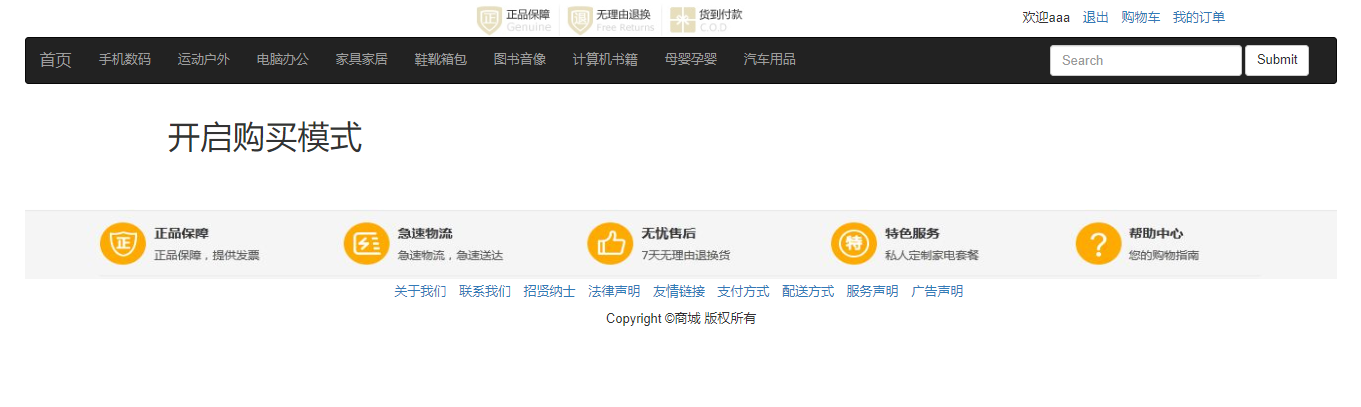 正品保障 无理由退换 货到付款
Genuine Free Returns C.O.D
欢迎aaa 退出 购物车 我的订单
首页 手机数码 运动户外 电脑办公 家具家居 鞋靴箱包 图书音像 计算机书籍 母婴孕婴 汽车用品 Search Submit
开启购买模式
正品保障 急速物流 无忧售后 特色服务 帮助中心
正 特 ?
正品保障，提供发票 急速物流，急速送达 7天无理由退换货 私人定制家电套餐 您的购物指南
关于我们 联系我们 招贤纳士 法律声明 友情链接 支付方式 配送方式 服务声明 广告声明
Copyright ©商城 版权所有